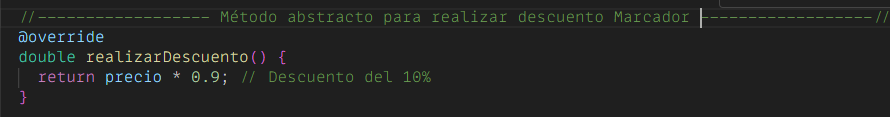 //------------------ Método abstracto para realizar descuento Marcador ------------------//
@override
double realizarDescuento() {
  return precio * 0.9; // Descuento del 10%
}